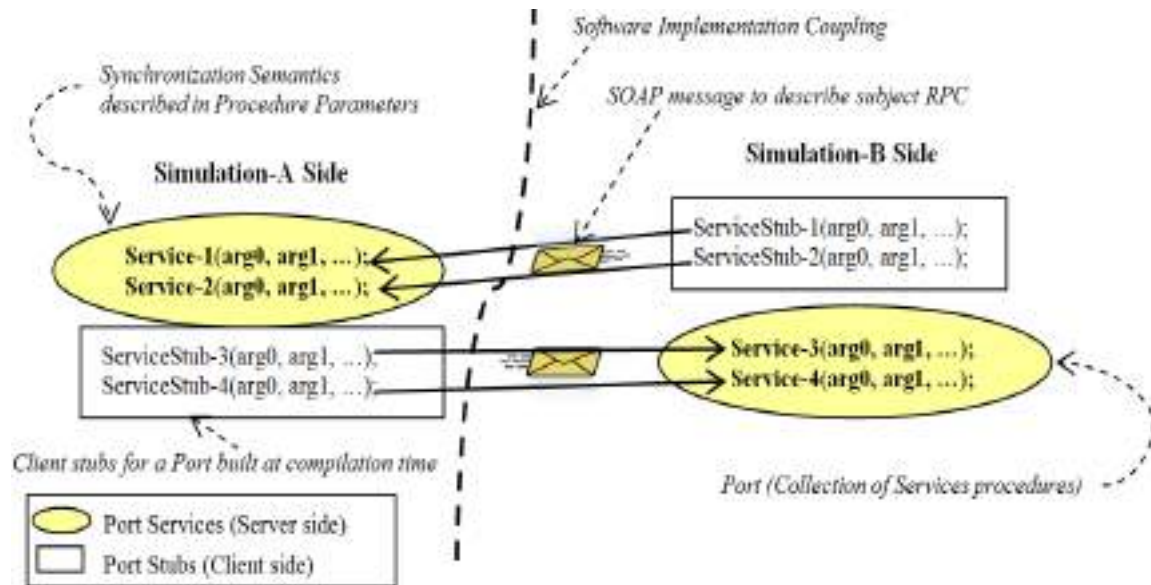 Software Implementation Coupling
Synchronization Semantics
described in Procedure Parameters
SOAP message to describe subject RPC
Simulation-A Side
Simulation-B Side
Service-1(arg0, arg1, …);
Service-2(arg0, arg1, …);
ServiceStub-1(arg0, arg1, …);
ServiceStub-2(arg0, arg1, …);
ServiceStub-3(arg0, arg1, …);
ServiceStub-4(arg0, arg1, …);
Service-3(arg0, arg1, …);
Service-4(arg0, arg1, …);
Client stubs for a Port built at compilation time
Port (Collection of Services procedures)
Port Services (Server side)
Port Stubs (Client side)